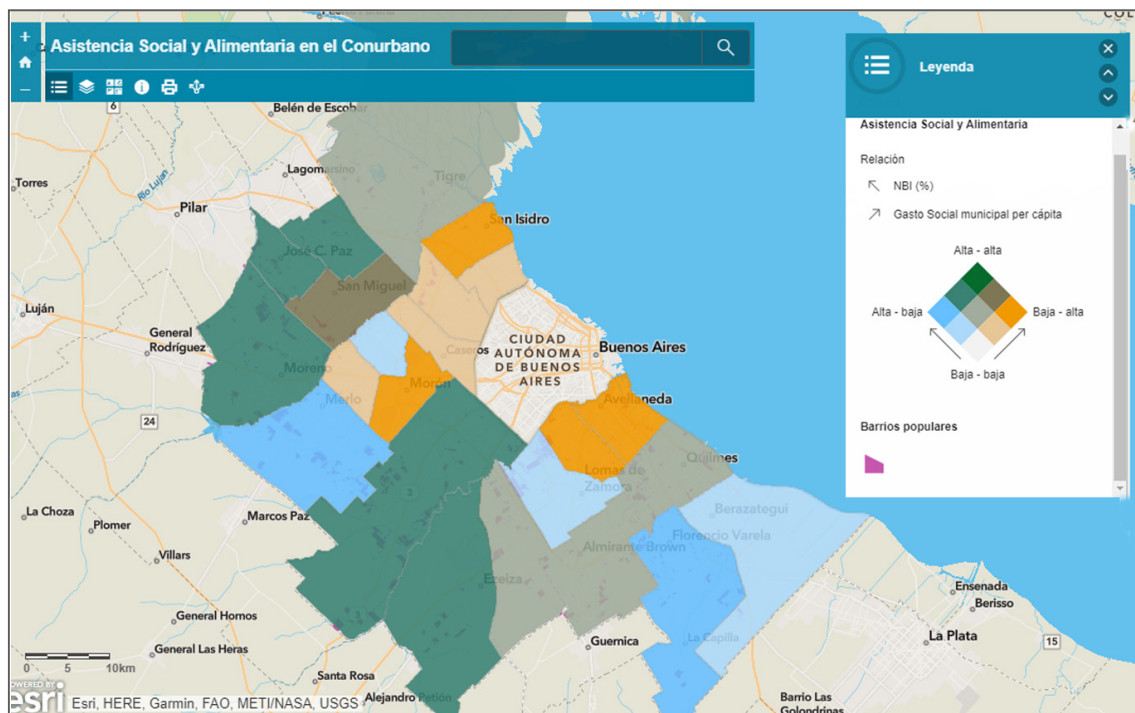 Asistencia Social y Alimentaria en el Conurbano
Leyenda
Asistencia Social y Alimentaria
Relación
NBI (%)
Gasto Social municipal per cápita
Alta - alta
Alta - baja
Baja - alta
Baja - baja
Barrios populares
6
Belén de Escobar
Lagomarsino
Tigre
Torres
Río Luján
Pilar
San Isidro
José C. Paz
San Miguel
Luján
General
Rodríguez
CIUDAD
AUTÓNOMA
DE BUENOS
AIRES
Buenos Aires
Caseros
Moreno
Morón
Merlo
Avellaneda
24
Quilmes
Lomas de
Zamora
La Choza
Marcos Paz
Plomer
Berazategui
Florencio Varela
Villars
Almirante Brown
Ezeiza
Ensenada
Berisso
General Hornos
Guernica
La Capilla
La Plata
15
General Las Heras
Santa Rosa
Alejandro Petión
Barrio Las
Golondrinas
0 5 10km
POWERED BY
esri
Esri, HERE, Garmin, FAO, METI/NASA, USGS